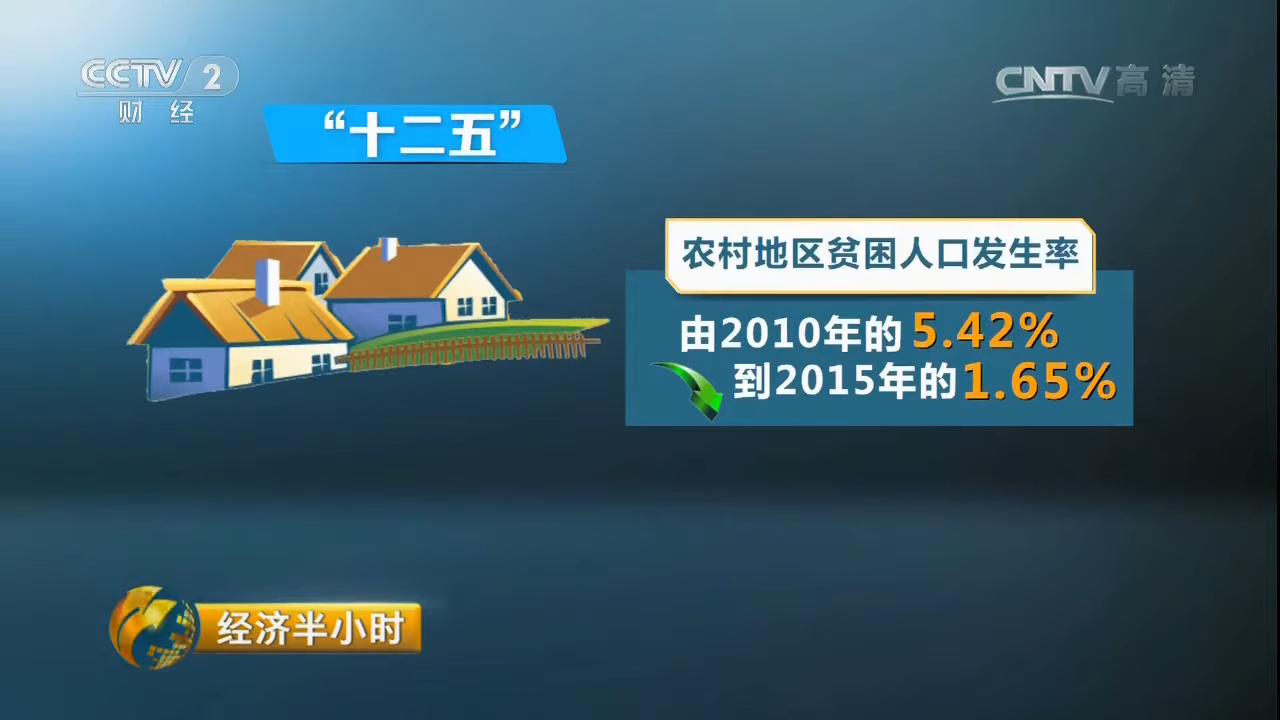 CCTV 2
财 经
CNTV高清
“十二五”
农村地区贫困人口发生率
由2010年的5.42%
到2015年的1.65%
经济半小时